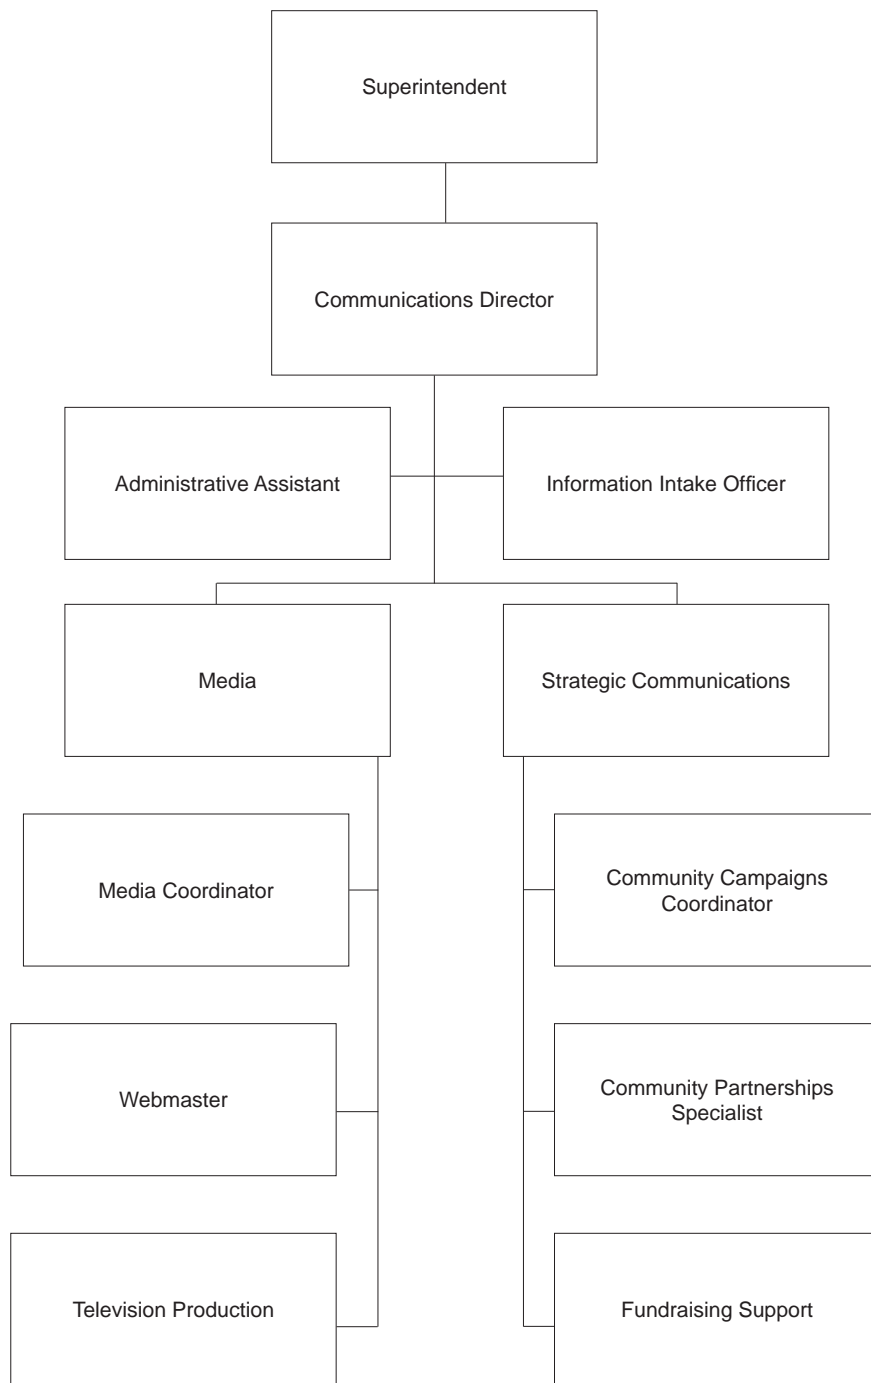 Superintendent
Communications Director
Administrative Assistant
Information Intake Officer
Media
Strategic Communications
Media Coordinator
Community Campaigns
Coordinator
Webmaster
Community Partnerships
Specialist
Television Production
Fundraising Support